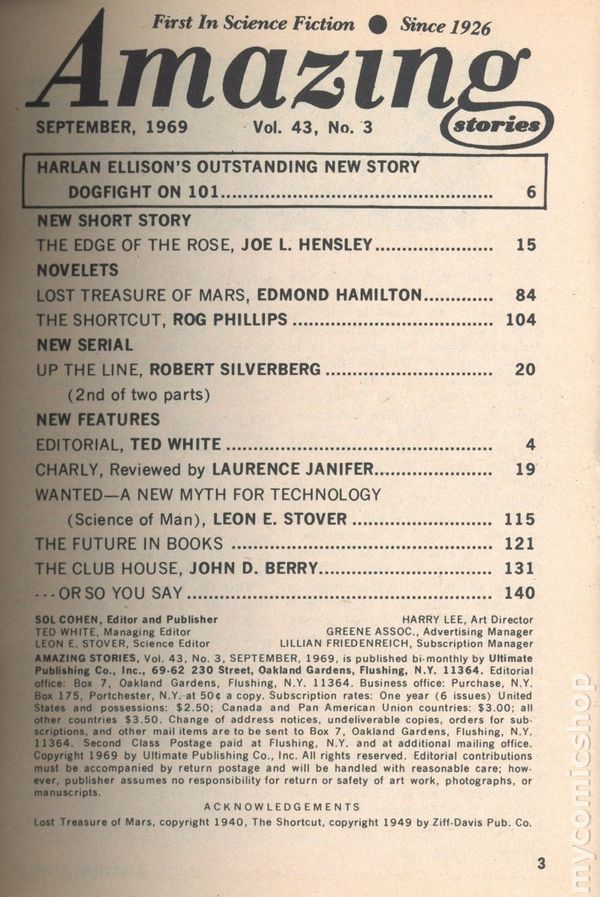 First In Science Fiction ● Since 1926
Amazing
stories
SEPTEMBER, 1969 Vol. 43, No. 3
HARLAN ELLISON'S OUTSTANDING NEW STORY
DOGFIGHT ON 101................................................ 6
NEW SHORT STORY
THE EDGE OF THE ROSE, JOE L. HENSLEY..................... 15
NOVELETS
LOST TREASURE OF MARS, EDMOND HAMILTON............ 84
THE SHORTCUT, ROG PHILLIPS .................................... 104
NEW SERIAL
UP THE LINE, ROBERT SILVERBERG .............................. 20
(2nd of two parts)
NEW FEATURES
EDITORIAL, TED WHITE ................................................ 4
CHARLY, Reviewed by LAURENCE JANIFER..................... 19
WANTED—A NEW MYTH FOR TECHNOLOGY
(Science of Man), LEON E. STOVER ......................... 115
THE FUTURE IN BOOKS ............................................... 121
THE CLUB HOUSE, JOHN D. BERRY............................... 131
...OR SO YOU SAY ...................................................... 140
SOL COHEN, Editor and Publisher HARRY LEE, Art Director
TED WHITE, Managing Editor GREENE ASSOC., Advertising Manager
LEON E. STOVER, Science Editor LILLIAN FRIEDENREICH, Subscription Manager
AMAZING STORIES, Vol. 43, No. 3, SEPTEMBER, 1969, is published bi-monthly by Ultimate
Publishing Co., Inc., 69-62 230 Street, Oakland Gardens, Flushing, N.Y. 11364. Editorial
office: Box 7, Oakland Gardens, Flushing, N.Y. 11364. Business office: Purchase, N.Y.
Box 175, Portchester, N.Y. at 50¢ a copy. Subscription rates: One year (6 issues) United
States and possessions: $2.50; Canada and Pan American Union countries: $3.00; all
other countries $3.50. Change of address notices, undeliverable copies, orders for sub-
scriptions, and other mail items are to be sent to Box 7, Oakland Gardens, Flushing, N.Y.
11364. Second Class Postage paid at Flushing, N.Y. and at additional mailing office.
Copyright 1969 by Ultimate Publishing Co., Inc. All rights reserved. Editorial contributions
must be accompanied by return postage and will be handled with reasonable care; how-
ever, publisher assumes no responsibility for return or safety of art work, photographs, or
manuscripts.
ACKNOWLEDGEMENTS
Lost Treasure of Mars, copyright 1940, The Shortcut, copyright 1949 by Ziff-Davis Pub. Co.
3
mycomicshop